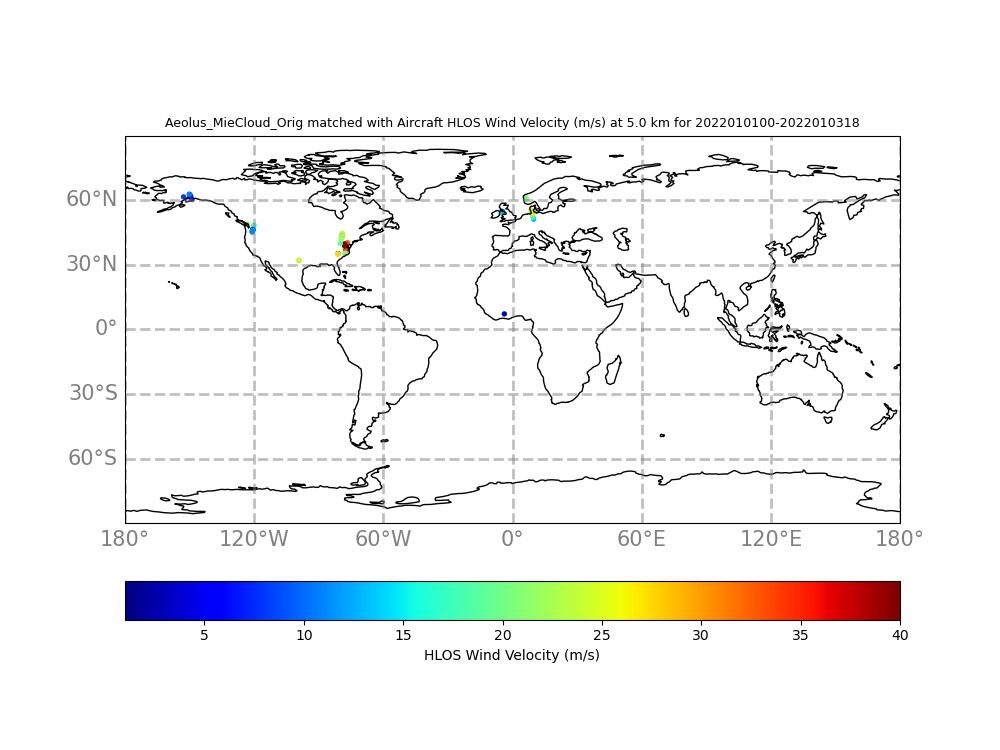 Aeolus_MieCloud_Orig matched with Aircraft HLOS Wind Velocity (m/s) at 5.0 km for 2022010100-2022010318
60°N
30°N
0°
30°S
60°S
180° 120°W 60°W 0° 60°E 120°E 180°
5 10 15 20 25 30 35 40
HLOS Wind Velocity (m/s)